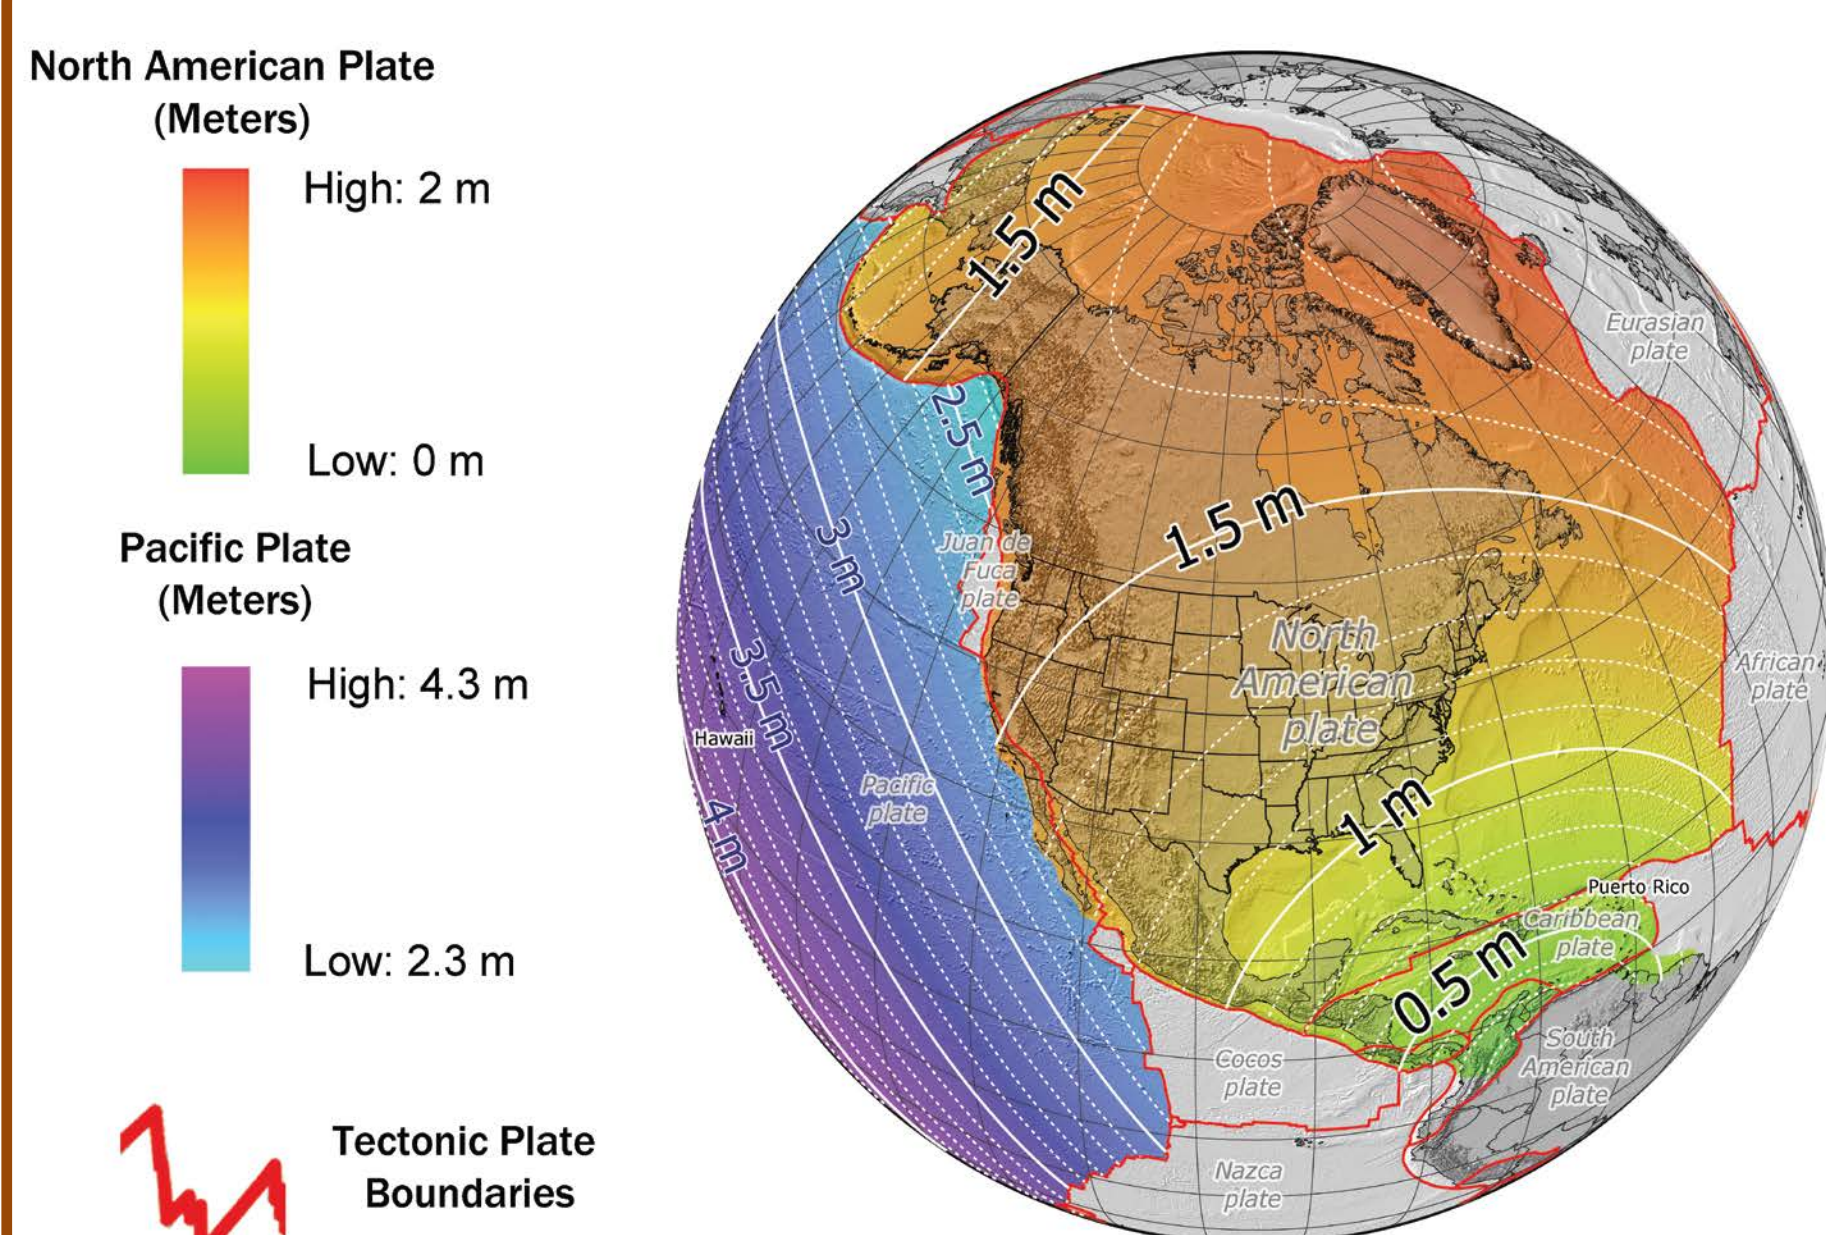 North American Plate
(Meters)
High: 2 m
Low: 0 m
Pacific Plate
(Meters)
High: 4.3 m
Low: 2.3 m
Tectonic Plate
Boundaries
1.5 m
2.5 m
3 m
3.5 m
4 m
Hawaii
Pacific
plate
Juan de
Fuca
plate
1.5 m
North
American
plate
1 m
0.5 m
Eurasian
plate
African
plate
Puerto Rico
Caribbean
plate
Cocos
plate
South
American
plate
Nazca
plate